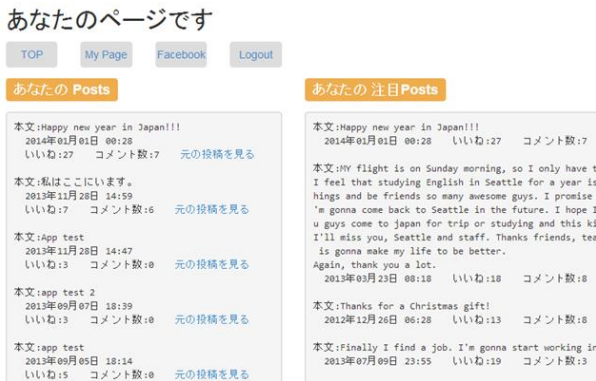 あなたのページです
TOP My Page Facebook Logout
あなたの Posts
本文:Happy new year in Japan!!!
2014年01月01日 00:28
いいね:27 コメント数:7 元の投稿を見る
本文:私はここにいます。
2013年11月28日 14:59
いいね:7 コメント数:6 元の投稿を見る
本文:App test
2013年11月28日 14:47
いいね:3 コメント数:0 元の投稿を見る
本文:app test 2
2013年09月07日 18:39
いいね:3 コメント数:0 元の投稿を見る
本文:app test
2013年09月05日 18:14
いいね:5 コメント数:0 元の投稿を見る
あなたの 注目Posts
本文:Happy new year in Japan!!!
2014年01月01日 00:28 いいね:27 コメント数:7
本文:MY flight is on Sunday morning, so I only have t
I feel that studying English in Seattle for a year is
hings and be friends so many awesome guys. I promise
'm gonna come back to Seattle in the future. I hope I
u guys come to japan for trip or studying and this ki
I'll miss you, Seattle and staff. Thanks friends, tea
is gonna make my life to be better.
Again, thank you a lot.
2013年03月23日 08:18 いいね:18 コメント数:8
本文:Thanks for a Christmas gift!
2012年12月26日 06:28 いいね:13 コメント数:8
本文:Finally I find a job. I'm gonna start working in
2013年07月09日 23:55 いいね:19 コメント数:3